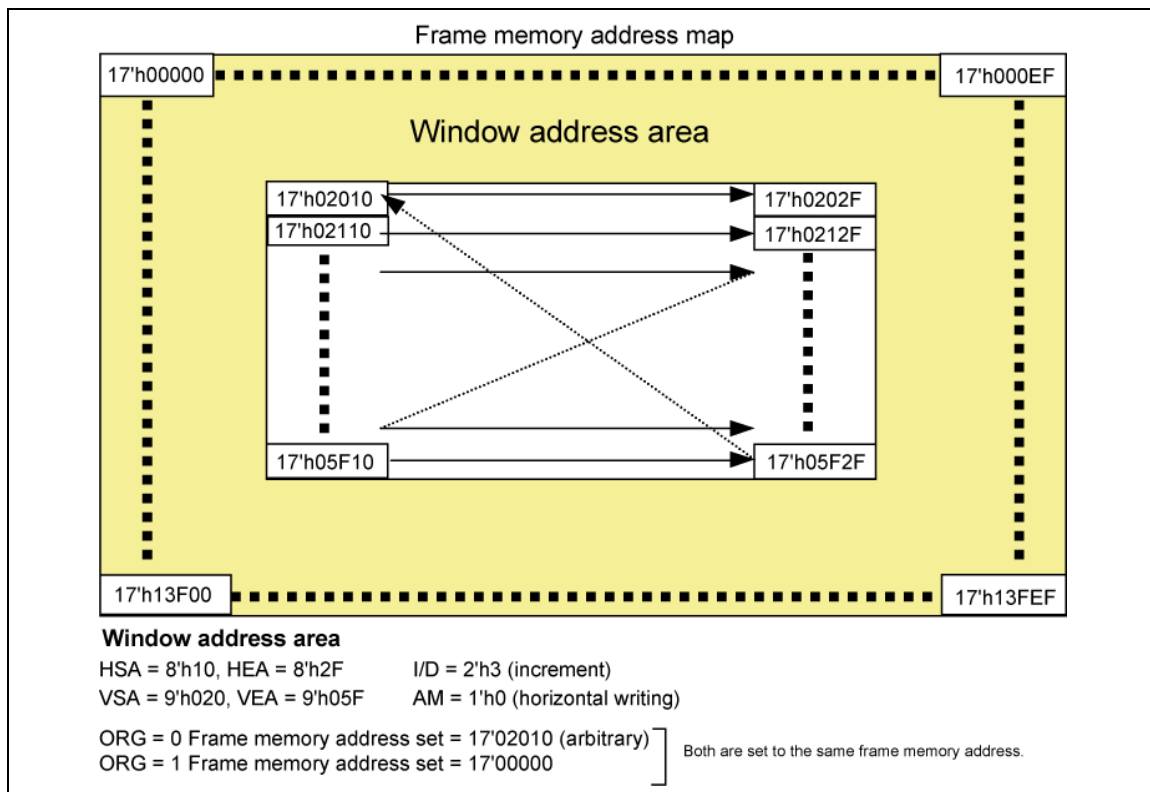 Frame memory address map
17'h00000
17'h000EF
Window address area
17'h02010
17'h0202F
17'h02110
17'h0212F
17'h05F10
17'h05F2F
17'h13F00
17'h13FEF
Window address area
HSA = 8'h10, HEA = 8'h2F I/D = 2'h3 (increment)
VSA = 9'h020, VEA = 9'h05F AM = 1'h0 (horizontal writing)
ORG = 0 Frame memory address set = 17'02010 (arbitrary)
ORG = 1 Frame memory address set = 17'00000
Both are set to the same frame memory address.